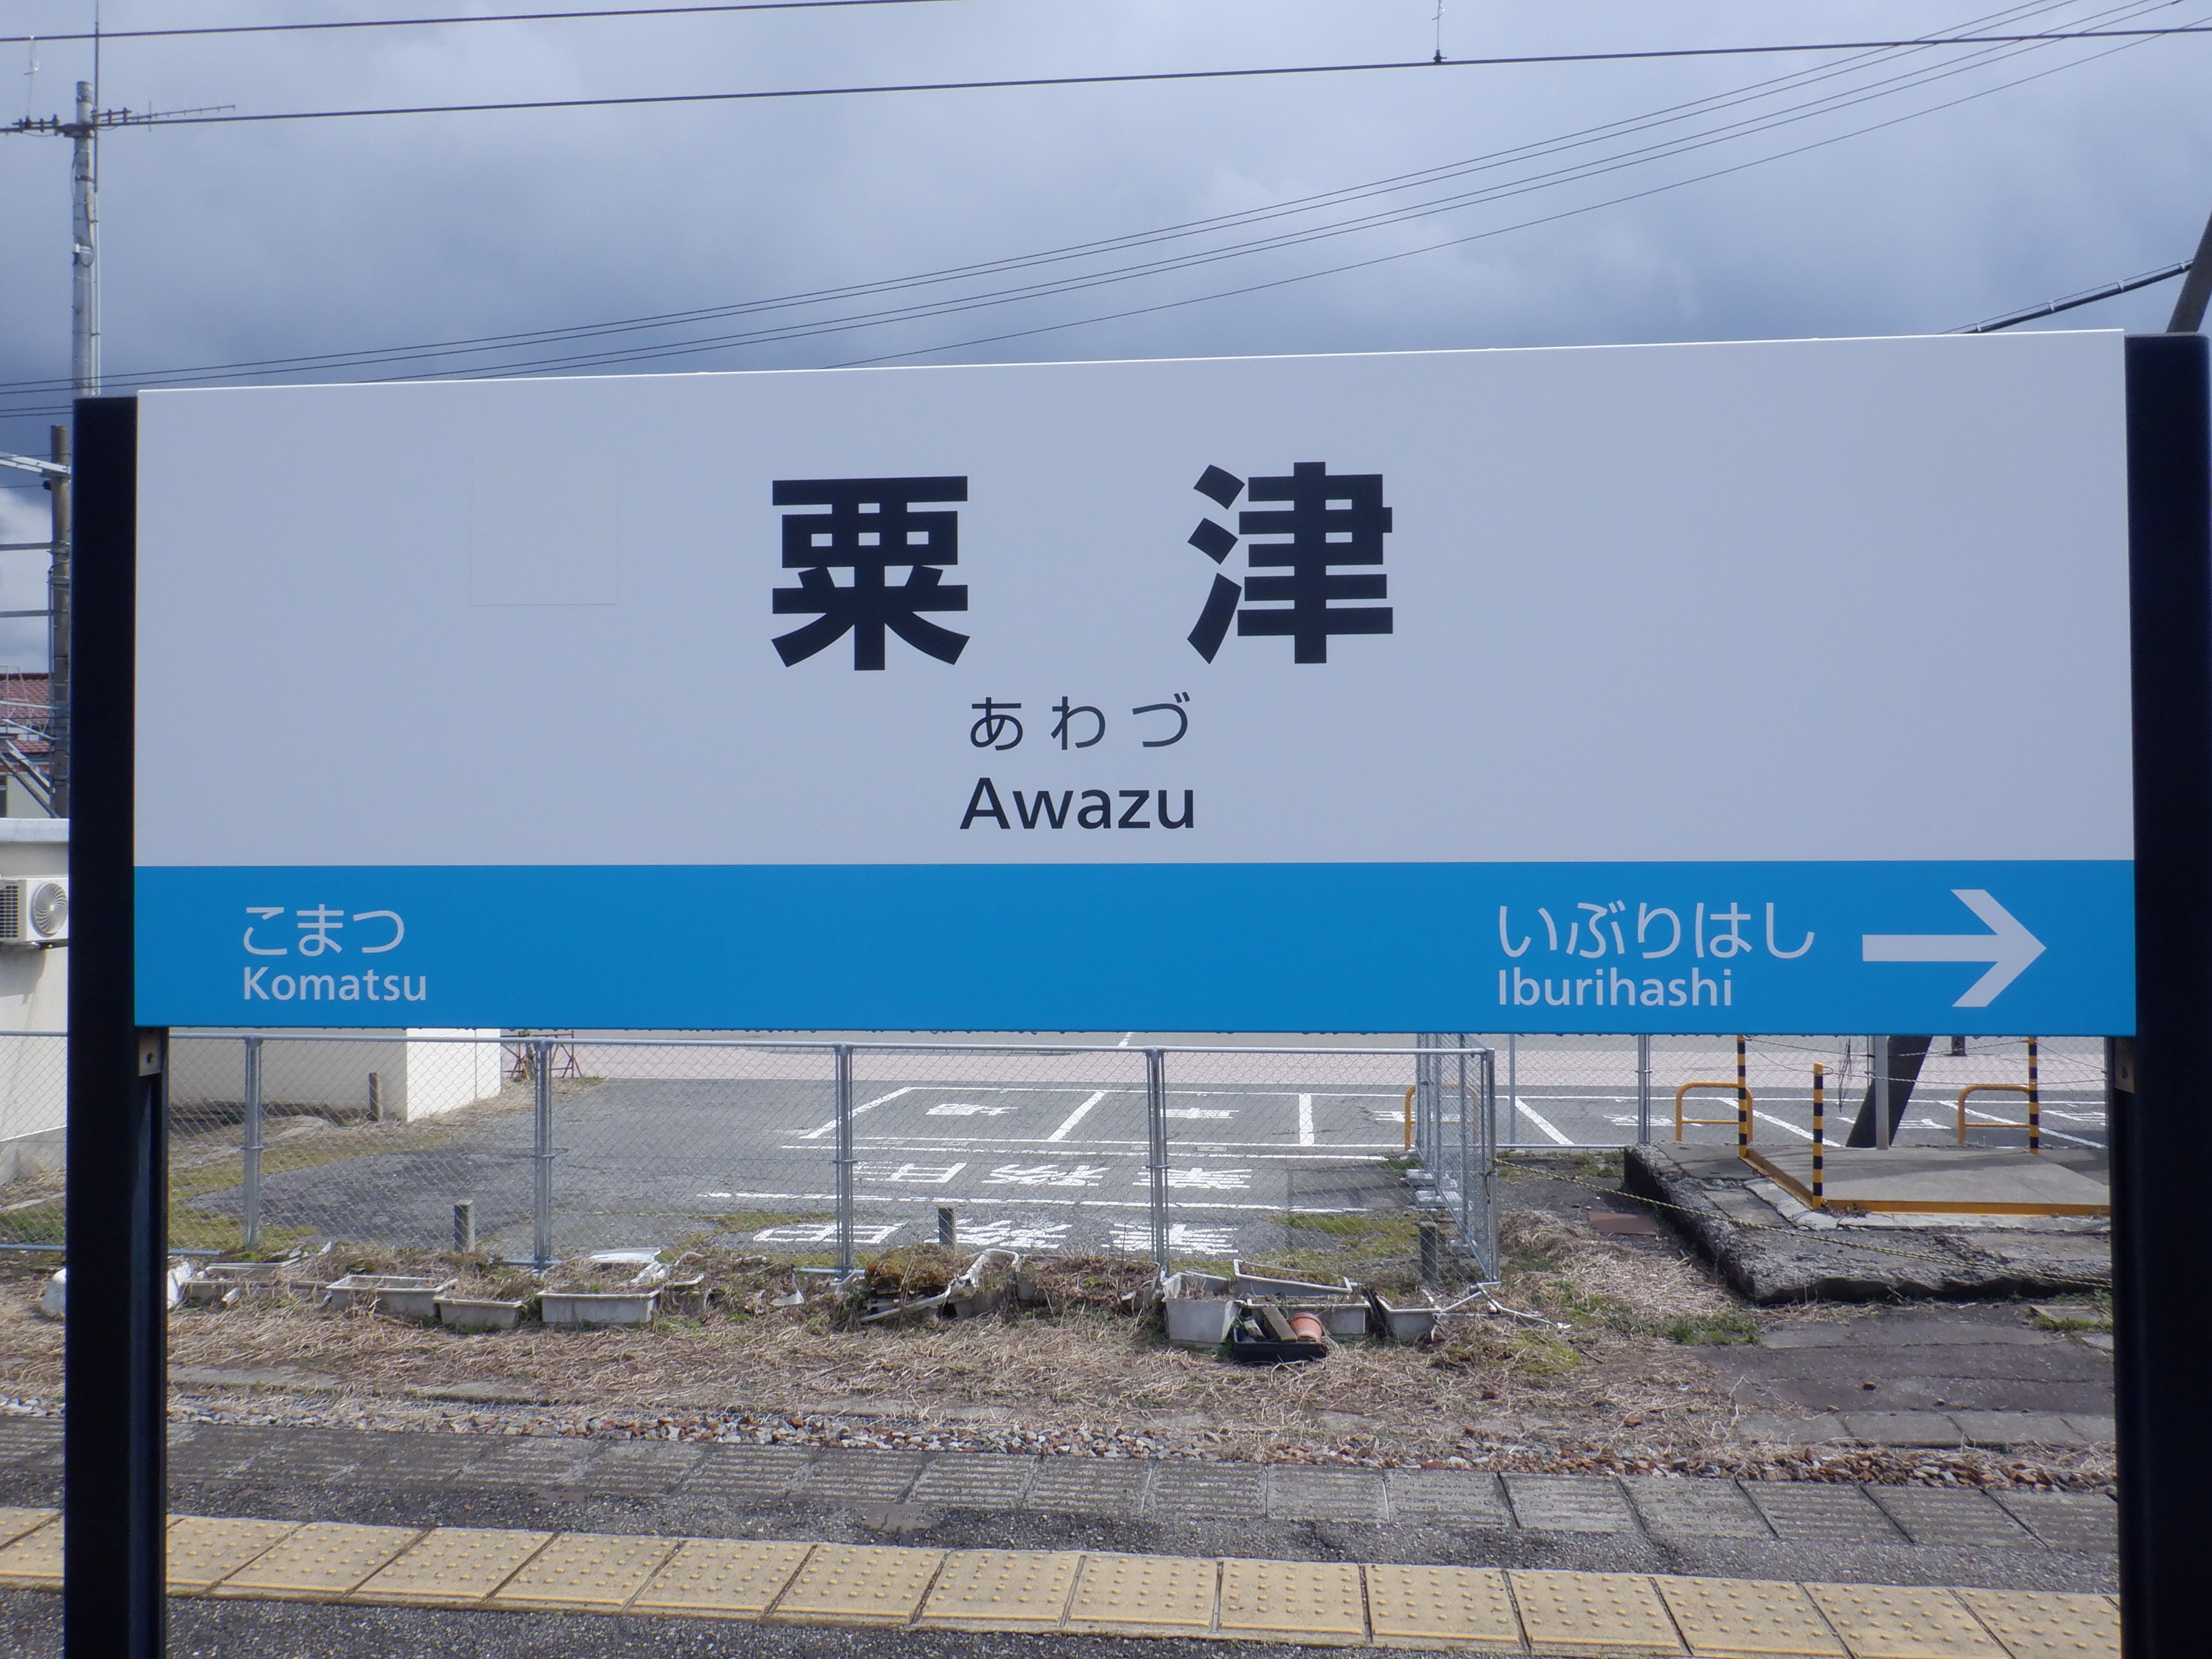 粟津
あわづ
Awazu
こまつ
Komatsu
いぶりはし
Iburihashi